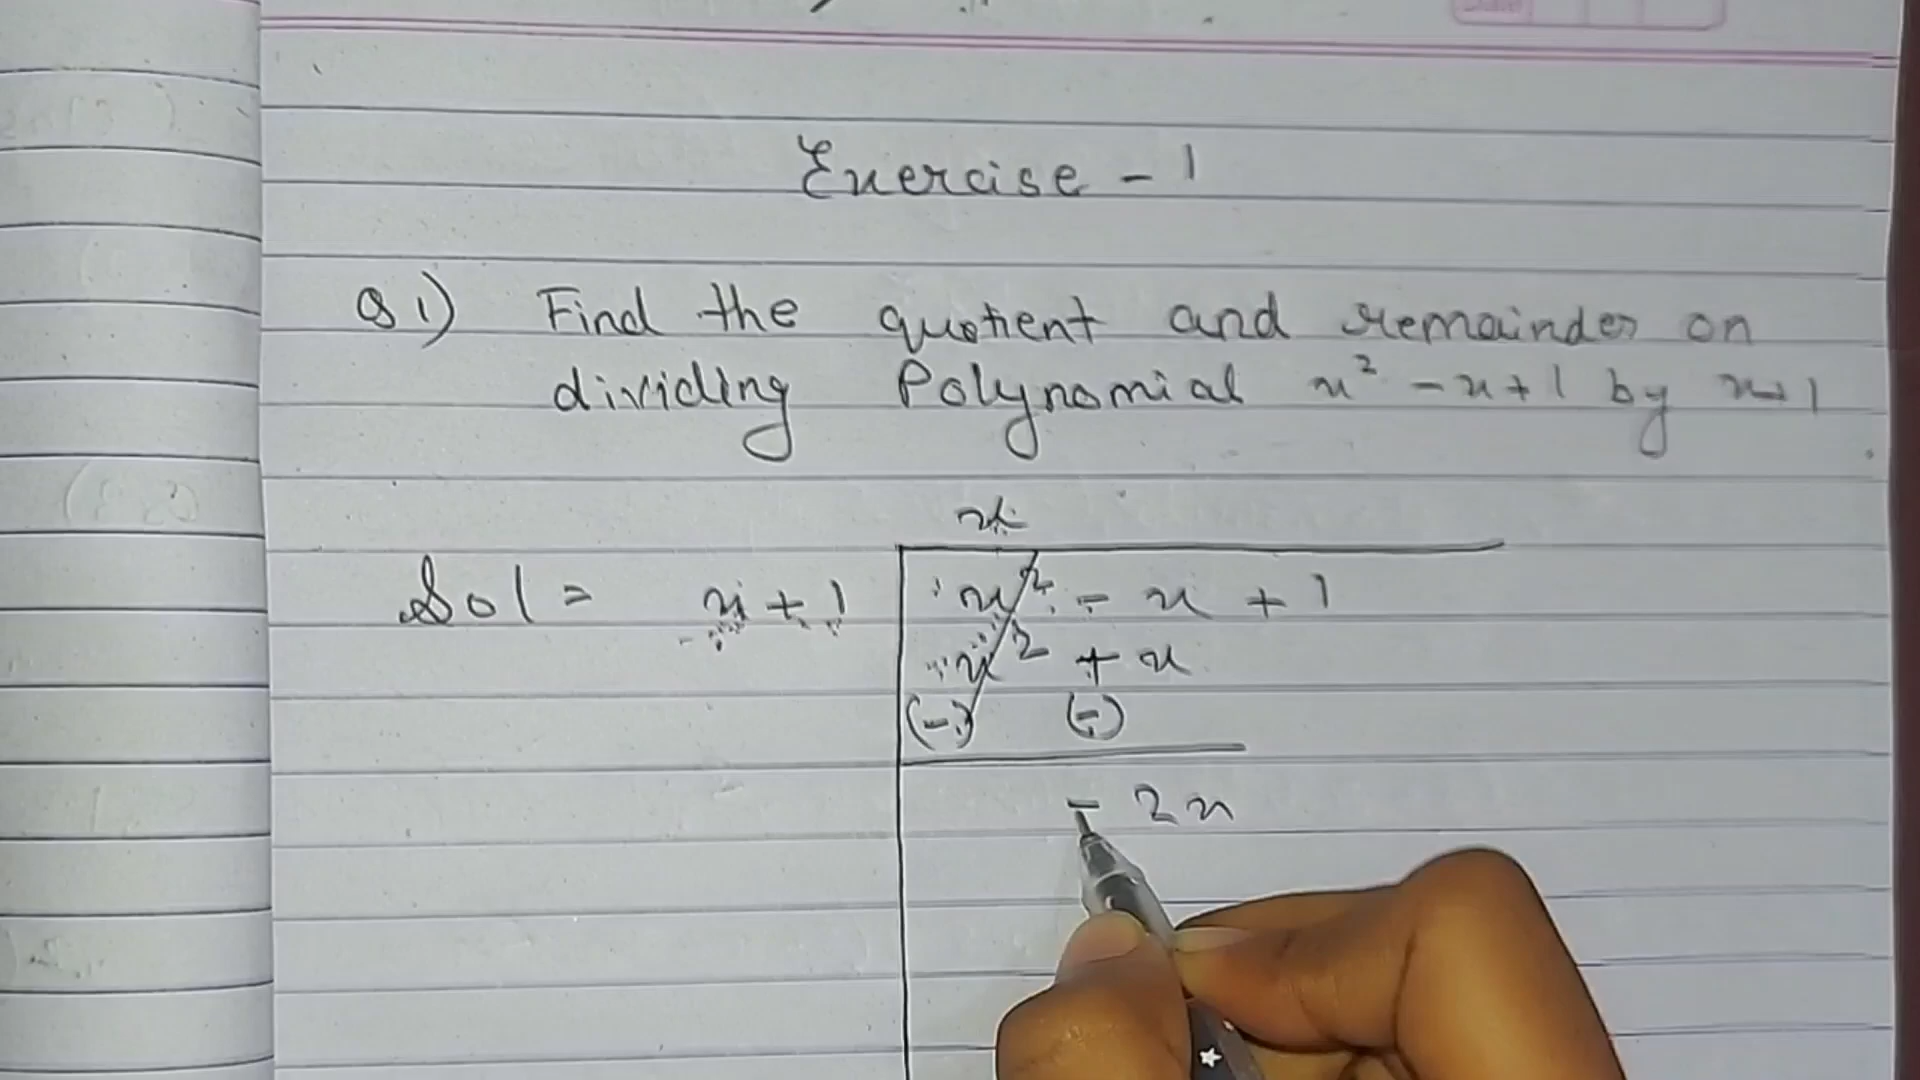 Exercise - 1
Q1) Find the quotient and remainder on
dividing Polynomial x² - x + 1 by x+1
x
Sol = x + 1
x² - x + 1
x² + x
(-) (-)
- 2x